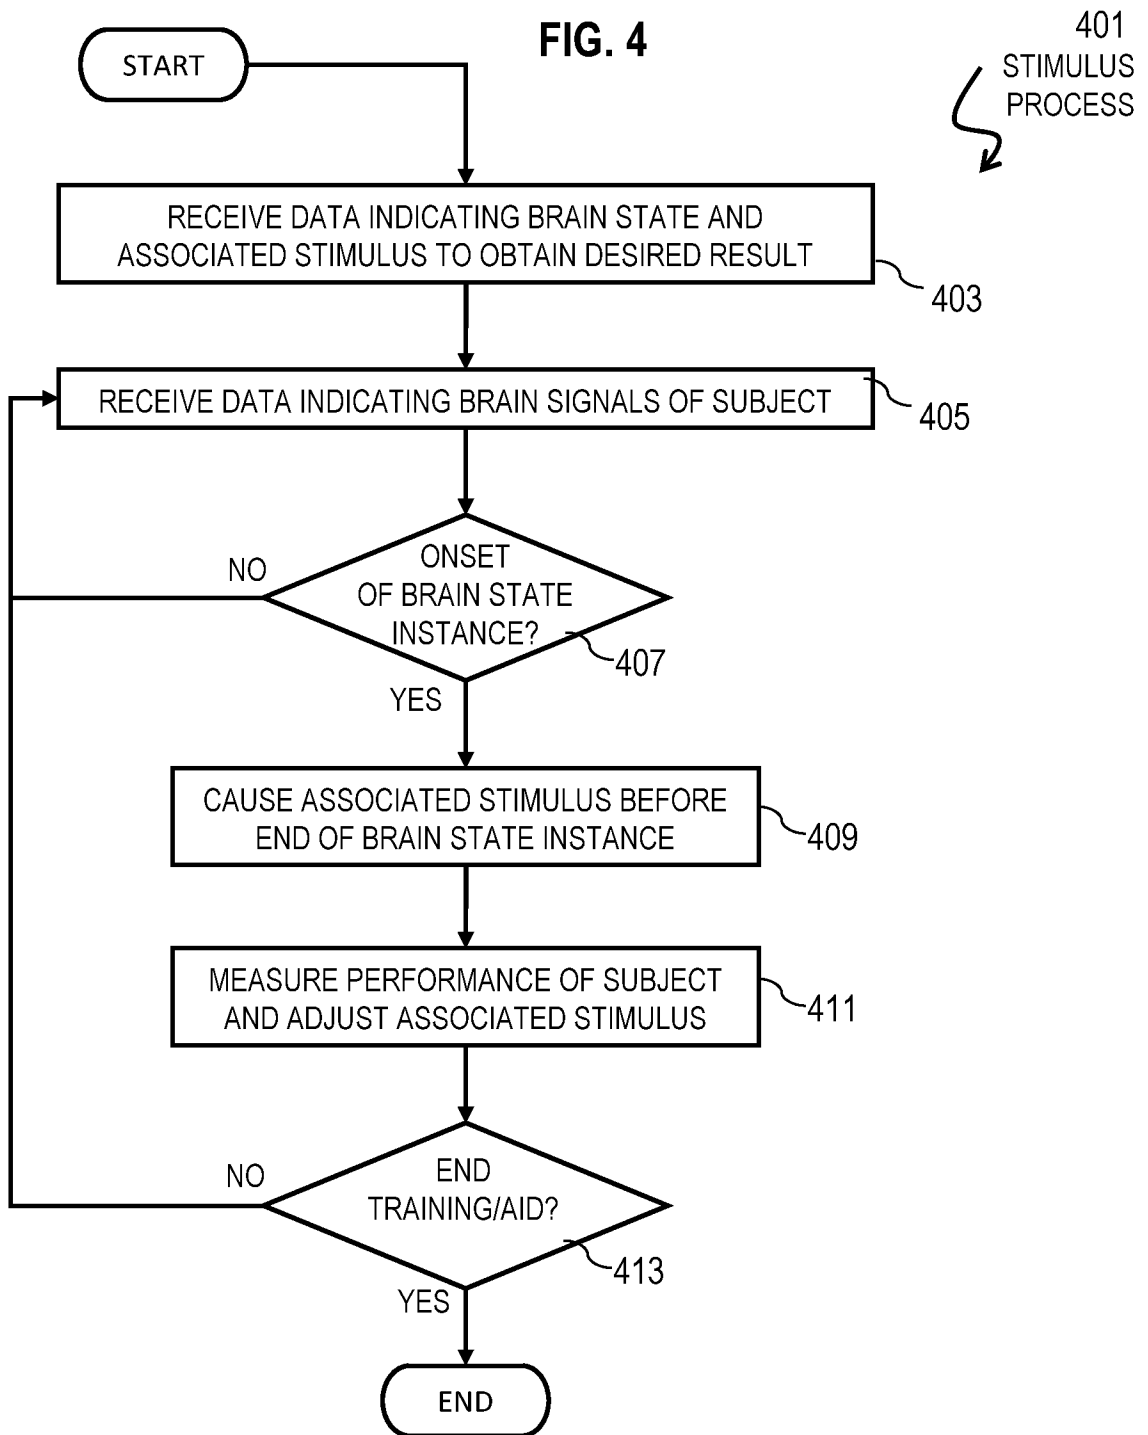 FIG. 4
401
STIMULUS
PROCESS
START
RECEIVE DATA INDICATING BRAIN STATE AND
ASSOCIATED STIMULUS TO OBTAIN DESIRED RESULT
403
RECEIVE DATA INDICATING BRAIN SIGNALS OF SUBJECT
405
ONSET
OF BRAIN STATE
INSTANCE?
407
NO
YES
CAUSE ASSOCIATED STIMULUS BEFORE
END OF BRAIN STATE INSTANCE
409
MEASURE PERFORMANCE OF SUBJECT
AND ADJUST ASSOCIATED STIMULUS
411
END
TRAINING/AID?
413
NO
YES
END